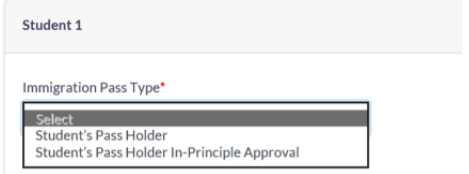 Student 1
Immigration Pass Type*
Select
Student's Pass Holder
Student's Pass Holder In-Principle Approval